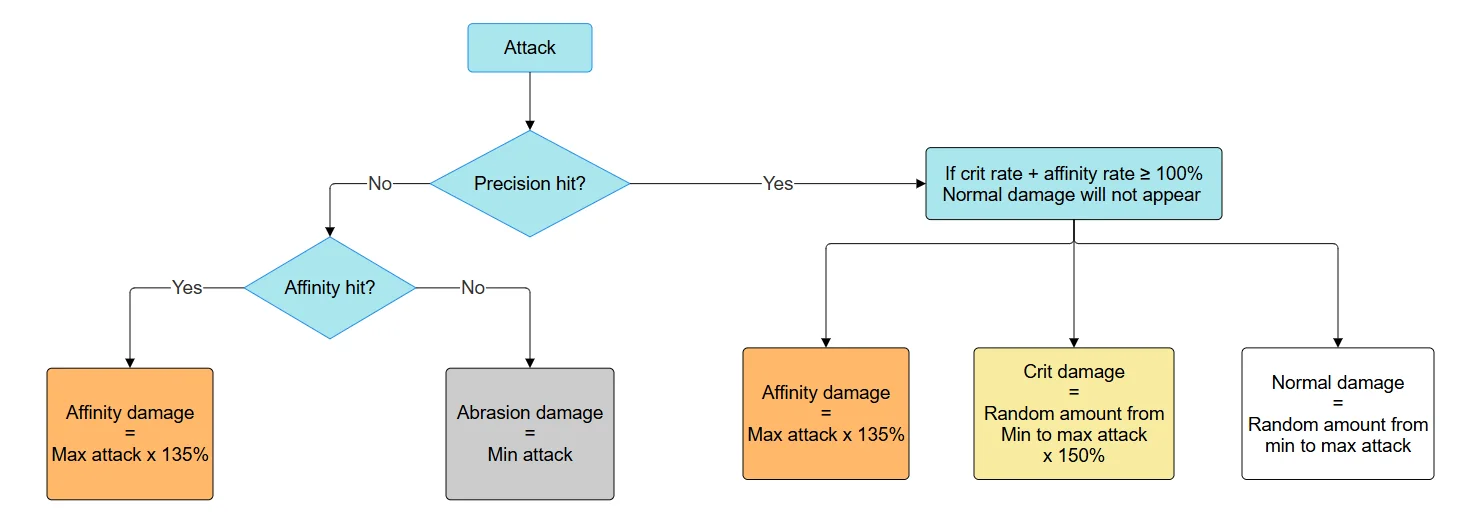 Attack
Precision hit?
No
Yes
If crit rate + affinity rate ≥ 100%
Normal damage will not appear
Affinity hit?
Yes
No
Affinity damage
=
Max attack x 135%
Abrasion damage
=
Min attack
Affinity damage
=
Max attack x 135%
Crit damage
=
Random amount from
Min to max attack
x 150%
Normal damage
=
Random amount from
min to max attack